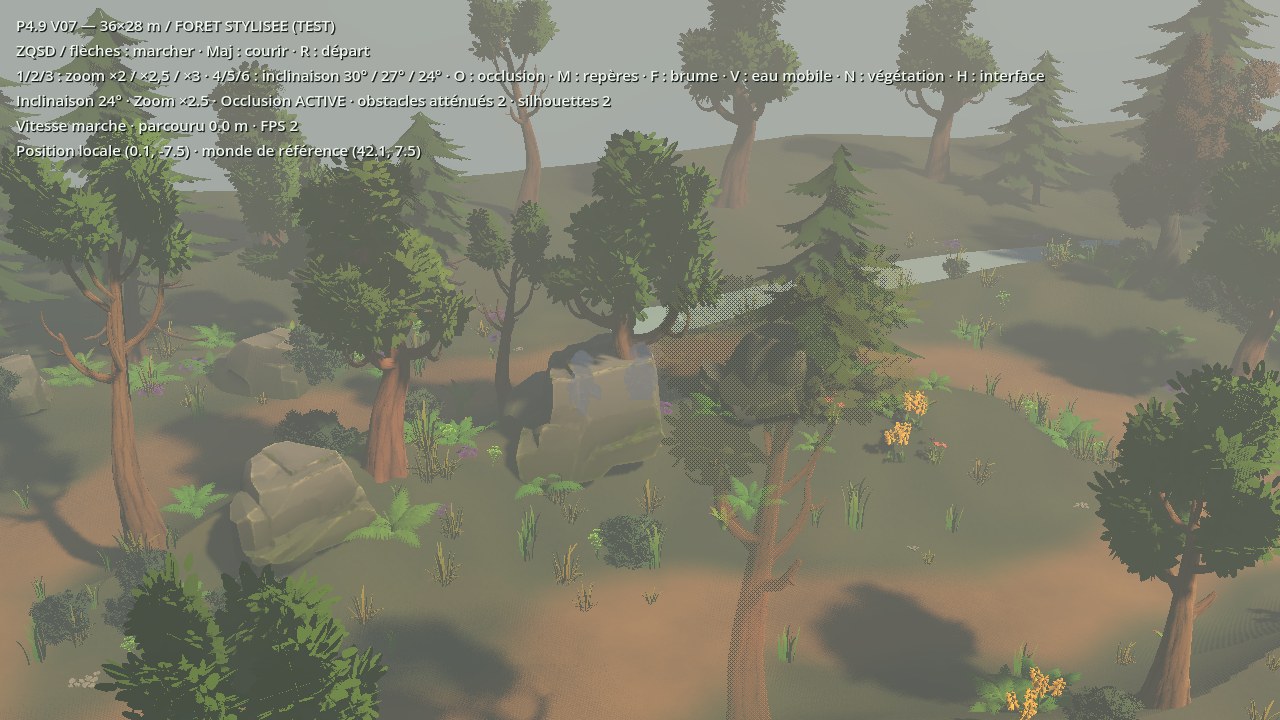 P4.9 V07 — 36×28 m / FORET STYLISEE (TEST)
ZQSD / flèches : marcher · Maj : courir · R : départ
1/2/3 : zoom ×2 / ×2,5 / ×3 · 4/5/6 : inclinaison 30° / 27° / 24° · O : occlusion · M : repères · F : brume · V : eau mobile · N : végétation · H : interface
Inclinaison 24° · Zoom ×2.5 · Occlusion ACTIVE · obstacles atténués 2 · silhouettes 2
Vitesse marche · parcouru 0.0 m · FPS 2
Position locale (0.1, -7.5) · monde de référence (42.1, 7.5)